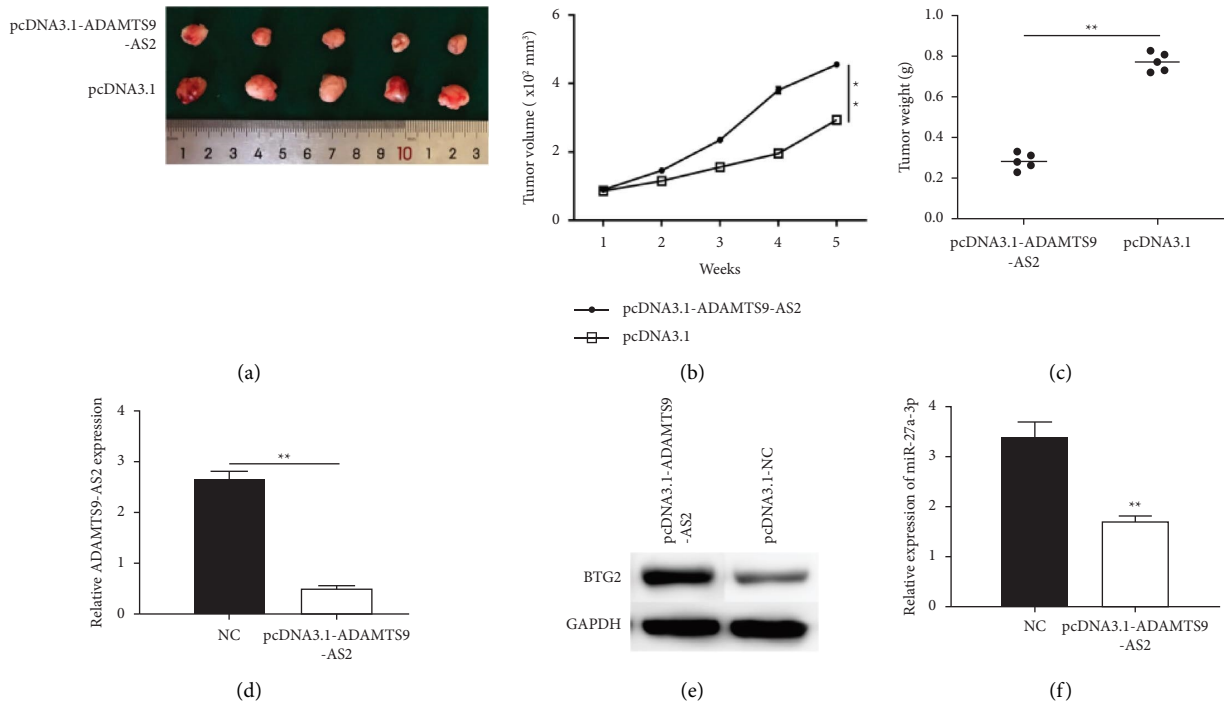 pcDNA3.1-ADAMTS9
-AS2
pcDNA3.1
1 2 3 4 5 6 7 8 9 10 1 2 3
(a)
Tumor volume ( x10² mm³)
6
4
2
0
1 2 3 4 5
Weeks
* *
pcDNA3.1-ADAMTS9-AS2
pcDNA3.1
(b)
Tumor weight (g)
1.0
0.8
0.6
0.4
0.2
0.0
**
pcDNA3.1-ADAMTS9
-AS2
pcDNA3.1
(c)
Relative ADAMTS9-AS2 expression
4
3
2
1
0
**
NC
pcDNA3.1-ADAMTS9
-AS2
(d)
pcDNA3.1-ADAMTS9
-AS2
pcDNA3.1-NC
BTG2
GAPDH
(e)
Relative expression of miR-27a-3p
4
3
2
1
0
**
NC
pcDNA3.1-ADAMTS9
-AS2
(f)